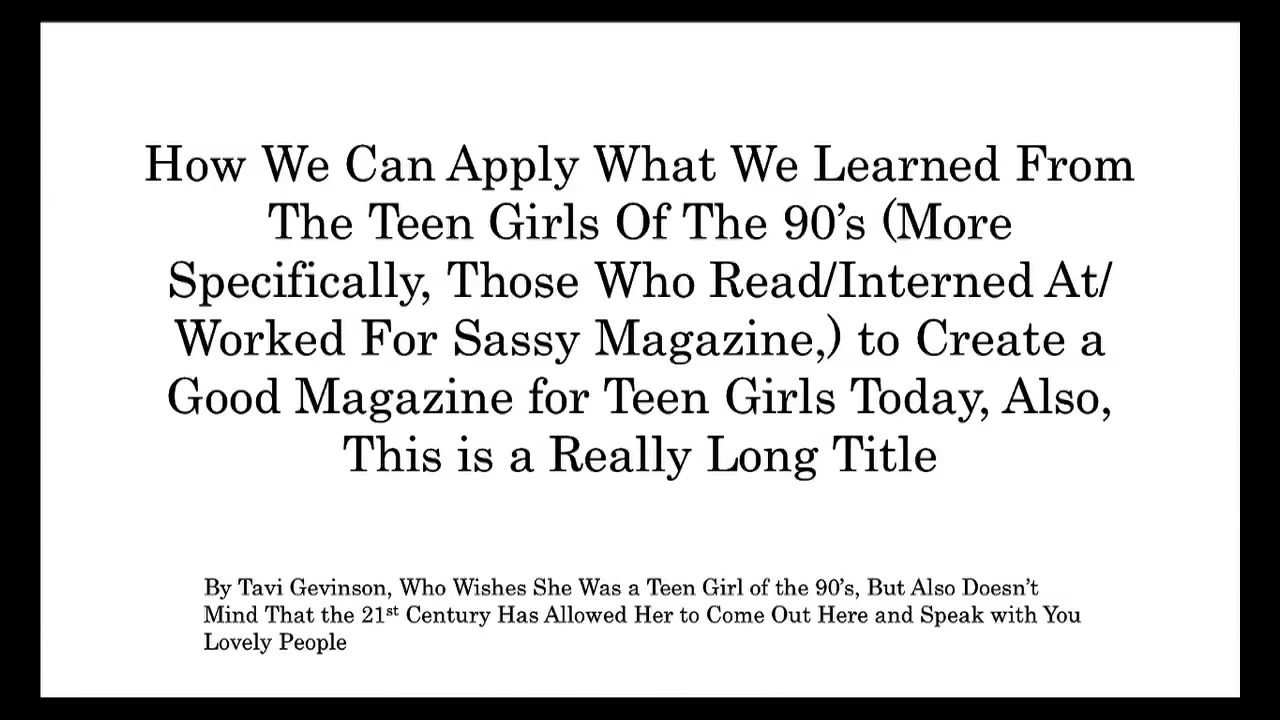 How We Can Apply What We Learned From
The Teen Girls Of The 90’s (More
Specifically, Those Who Read/Interned At/
Worked For Sassy Magazine,) to Create a
Good Magazine for Teen Girls Today, Also,
This is a Really Long Title
By Tavi Gevinson, Who Wishes She Was a Teen Girl of the 90’s, But Also Doesn’t
Mind That the 21st Century Has Allowed Her to Come Out Here and Speak with You
Lovely People